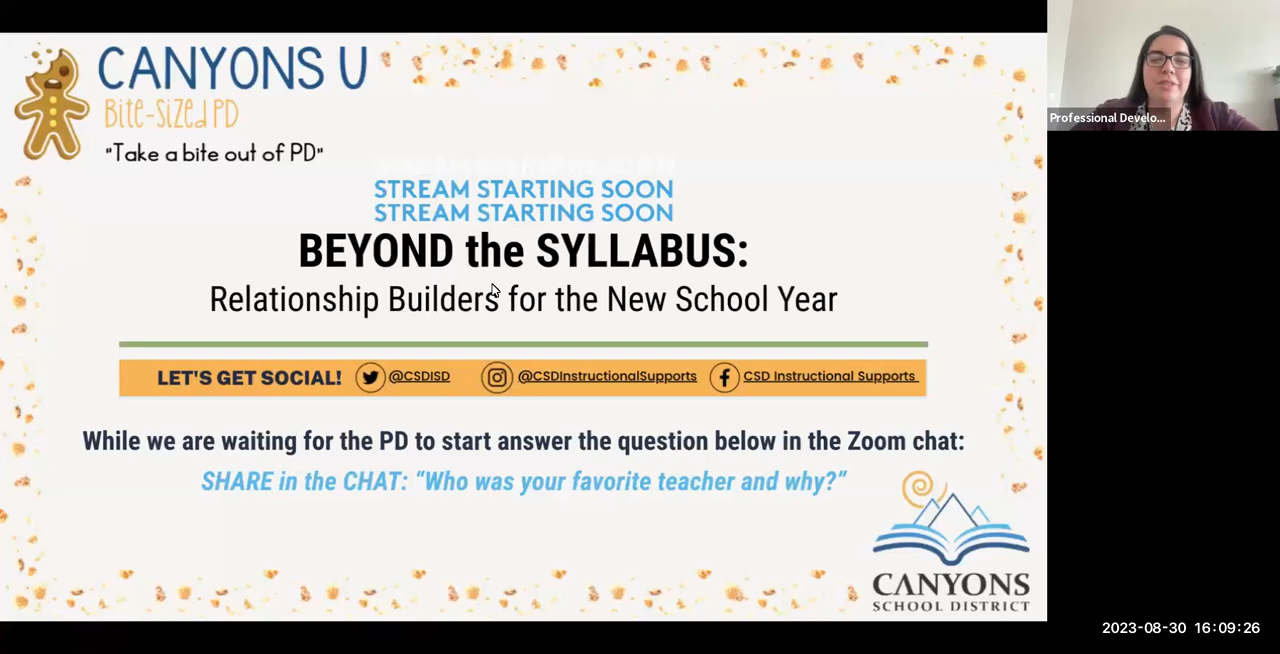 CANYONS U
Bite-sized PD
"Take a bite out of PD"
STREAM STARTING SOON
STREAM STARTING SOON
BEYOND the SYLLABUS:
Relationship Builders for the New School Year
LET'S GET SOCIAL! @CSDISD @CSDInstructionalSupports CSD Instructional Supports
While we are waiting for the PD to start answer the question below in the Zoom chat:
SHARE in the CHAT: “Who was your favorite teacher and why?”
CANYONS
SCHOOL DISTRICT
Professional Develo...
2023-08-30 16:09:26